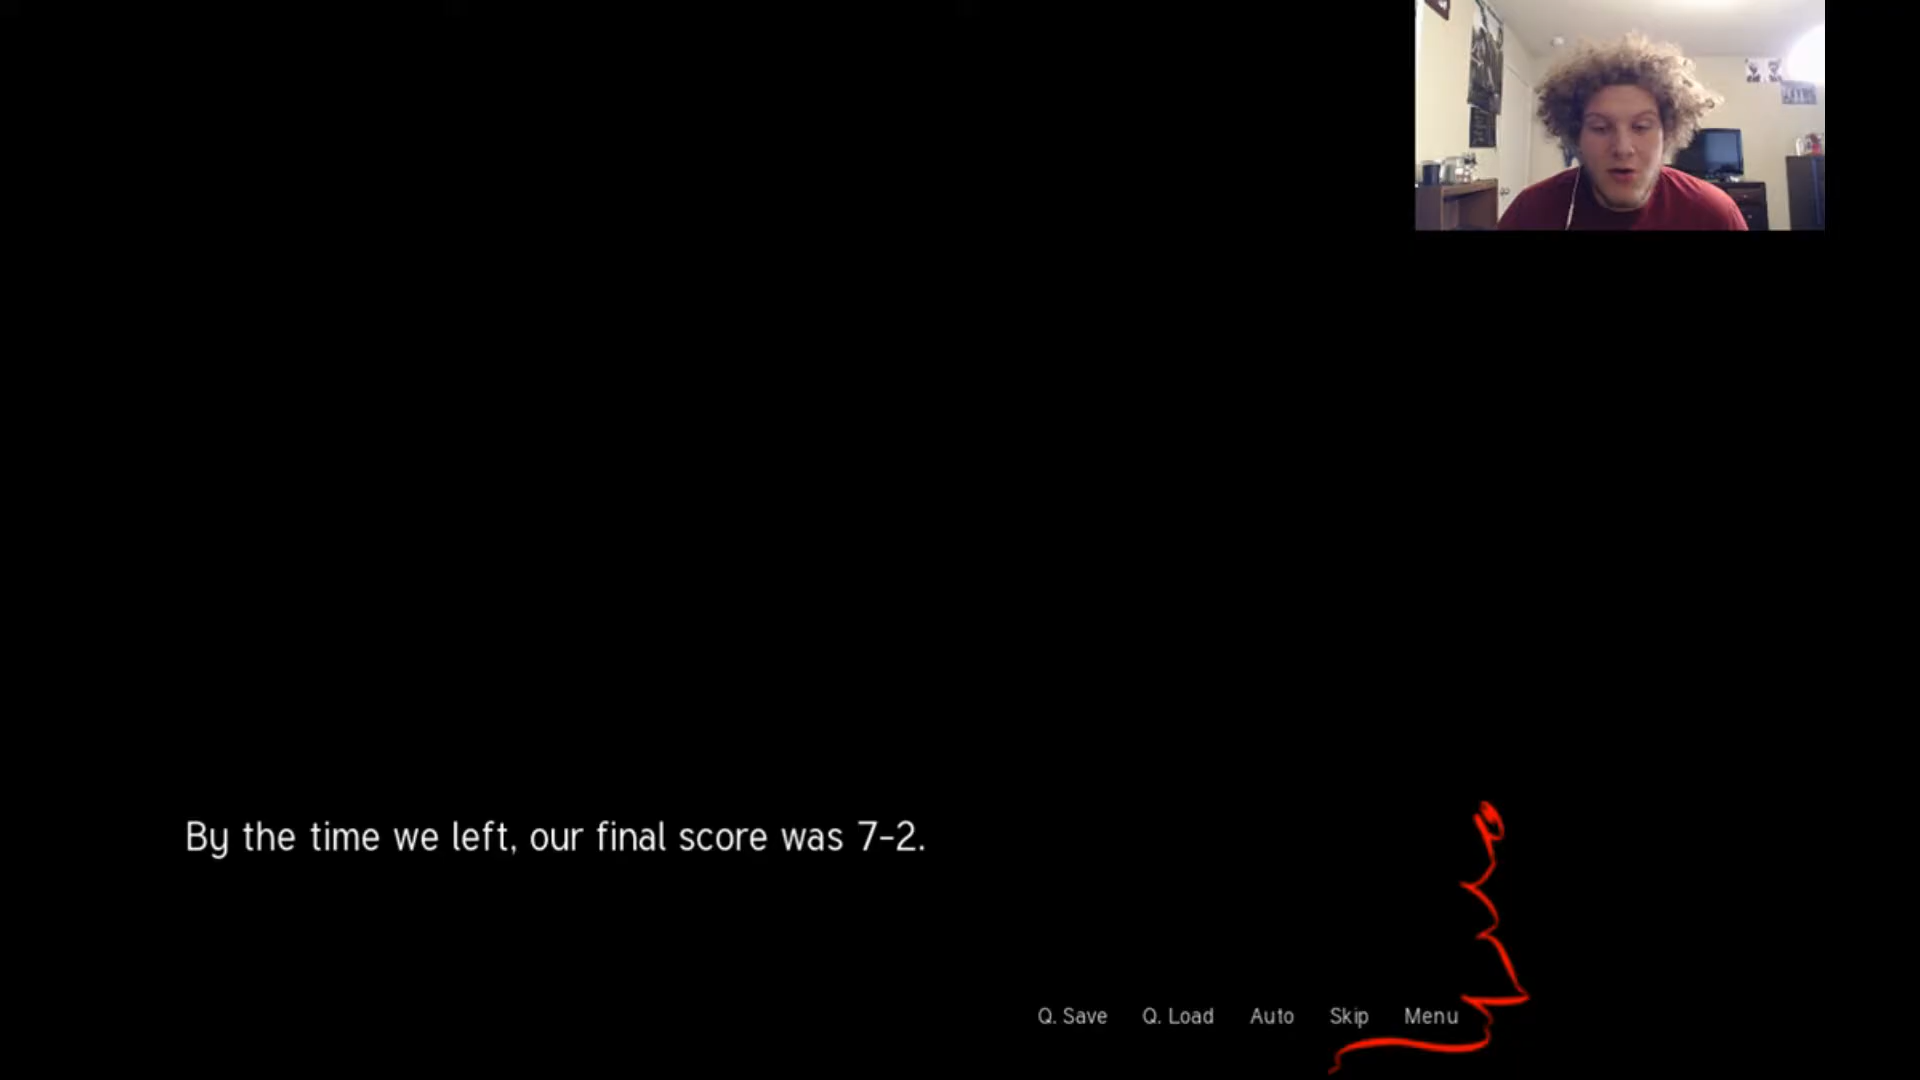 By the time we left, our final score was 7-2.
Q. Save Q. Load Auto Skip Menu